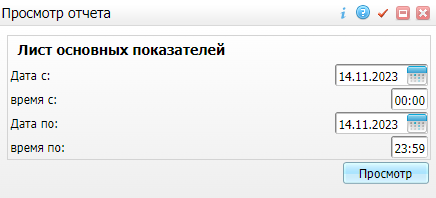 Просмотр отчета
Лист основных показателей
Дата с: 14.11.2023
время с: 00:00
Дата по: 14.11.2023
время по: 23:59
Просмотр